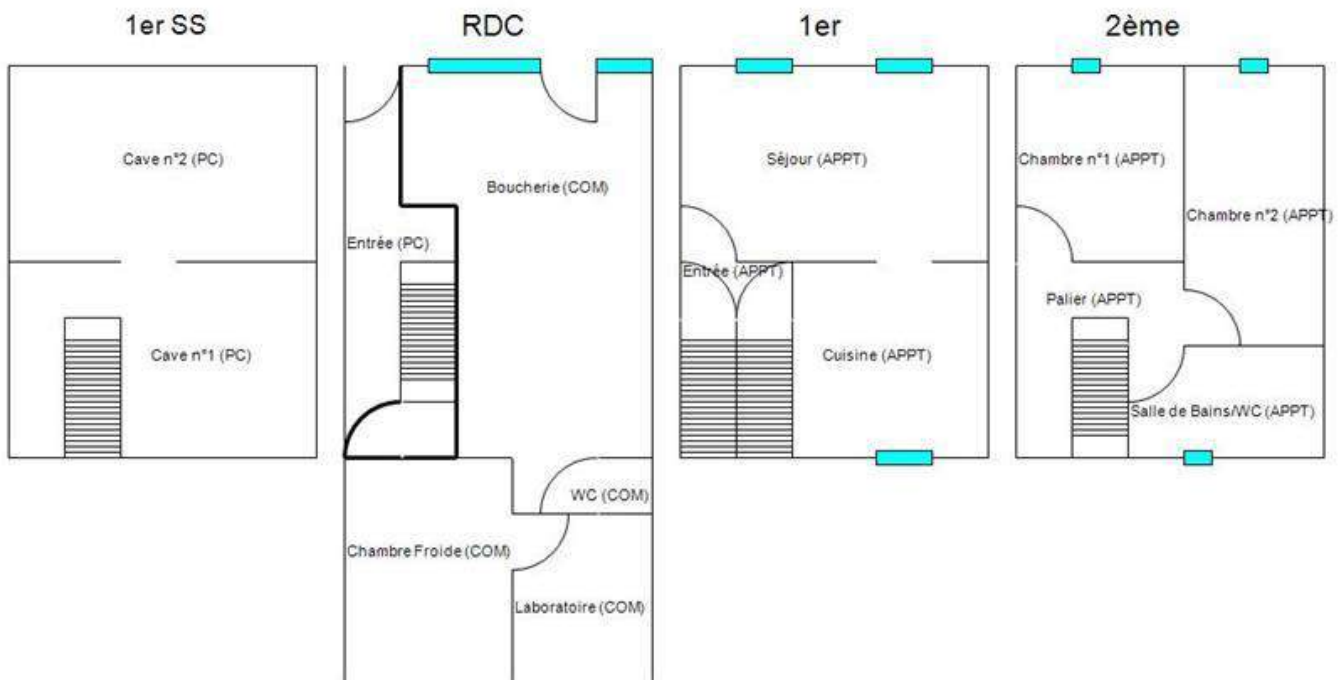 1er SS
RDC
1er
2ème
Cave n°2 (PC)
Cave n°1 (PC)
Boucherie (COM)
Entrée (PC)
WC (COM)
Chambre Froide (COM)
Laboratoire (COM)
Séjour (APPT)
Entrée (APPT)
Cuisine (APPT)
Chambre n°1 (APPT)
Chambre n°2 (APPT)
Palier (APPT)
Salle de Bains/WC (APPT)